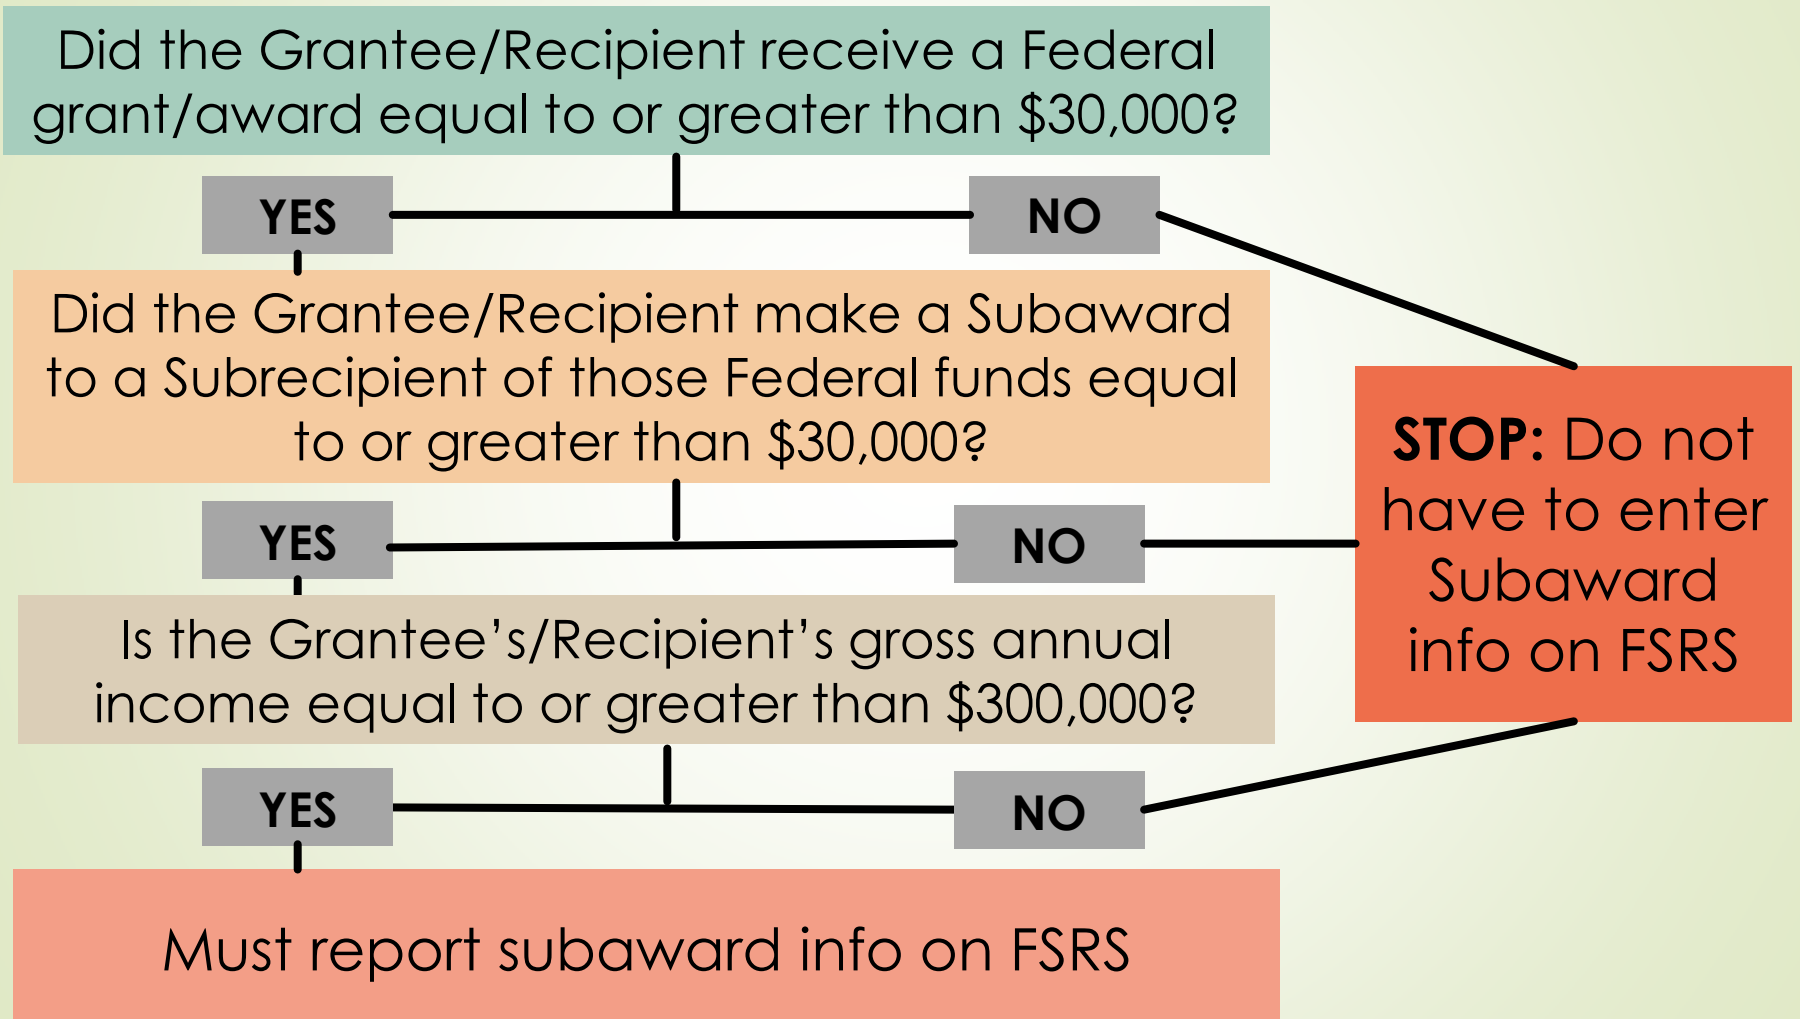 Did the Grantee/Recipient receive a Federal
grant/award equal to or greater than $30,000?
YES
NO
Did the Grantee/Recipient make a Subaward
to a Subrecipient of those Federal funds equal
to or greater than $30,000?
YES
NO
STOP: Do not
have to enter
Subaward
info on FSRS
Is the Grantee’s/Recipient’s gross annual
income equal to or greater than $300,000?
YES
NO
Must report subaward info on FSRS